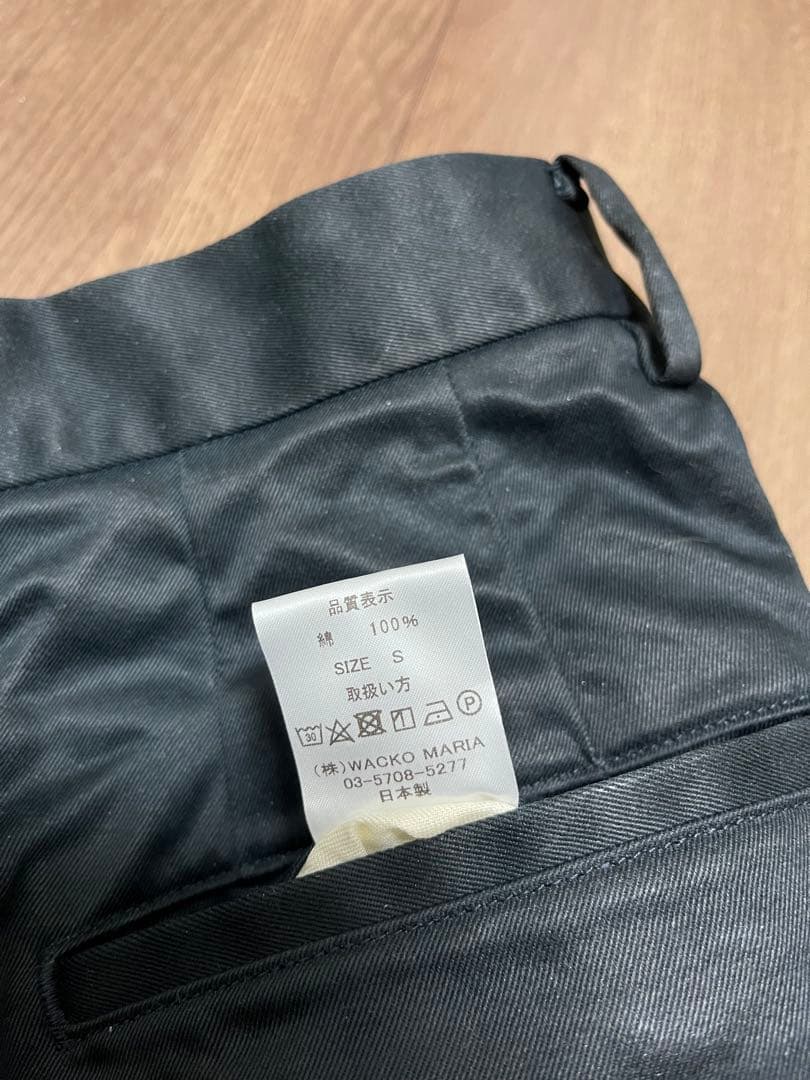 品質表示
綿 100%
SIZE S
取扱い方
30 P
(株)WACKO MARIA
03-5708-5277
日本製